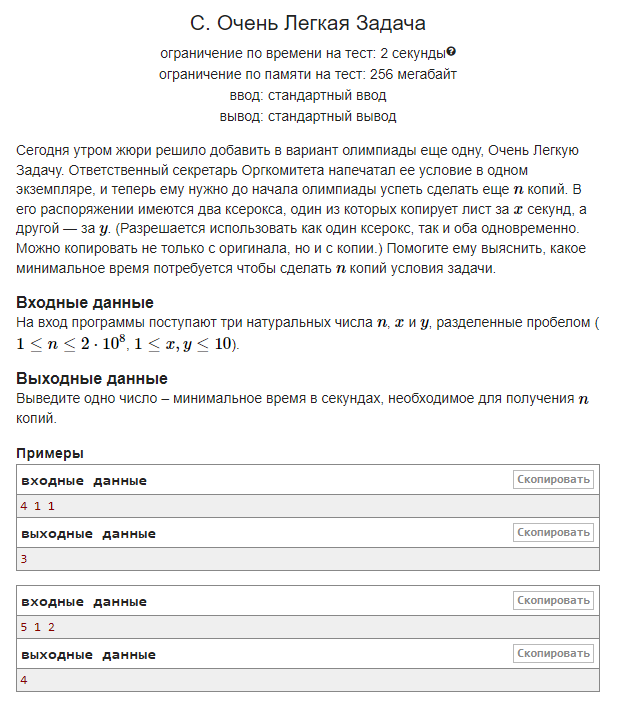 C. Очень Легкая Задача
ограничение по времени на тест: 2 секунды
ограничение по памяти на тест: 256 мегабайт
ввод: стандартный ввод
вывод: стандартный вывод
Сегодня утром жюри решило добавить в вариант олимпиады еще одну, Очень Легкую
Задачу. Ответственный секретарь Оргкомитета напечатал ее условие в одном
экземпляре, и теперь ему нужно до начала олимпиады успеть сделать еще n копий. В
его распоряжении имеются два ксерокса, один из которых копирует лист за x секунд, а
другой — за y. (Разрешается использовать как один ксерокс, так и оба одновременно.
Можно копировать не только с оригинала, но и с копии.) Помогите ему выяснить, какое
минимальное время потребуется чтобы сделать n копий условия задачи.
Входные данные
На вход программы поступают три натуральных числа n, x и y, разделенные пробелом (
1 ≤ n ≤ 2 · 10⁸, 1 ≤ x, y ≤ 10).
Выходные данные
Выведите одно число – минимальное время в секундах, необходимое для получения n
копий.
Примеры
входные данные Скопировать
4 1 1
выходные данные Скопировать
3
входные данные Скопировать
5 1 2
выходные данные Скопировать
4